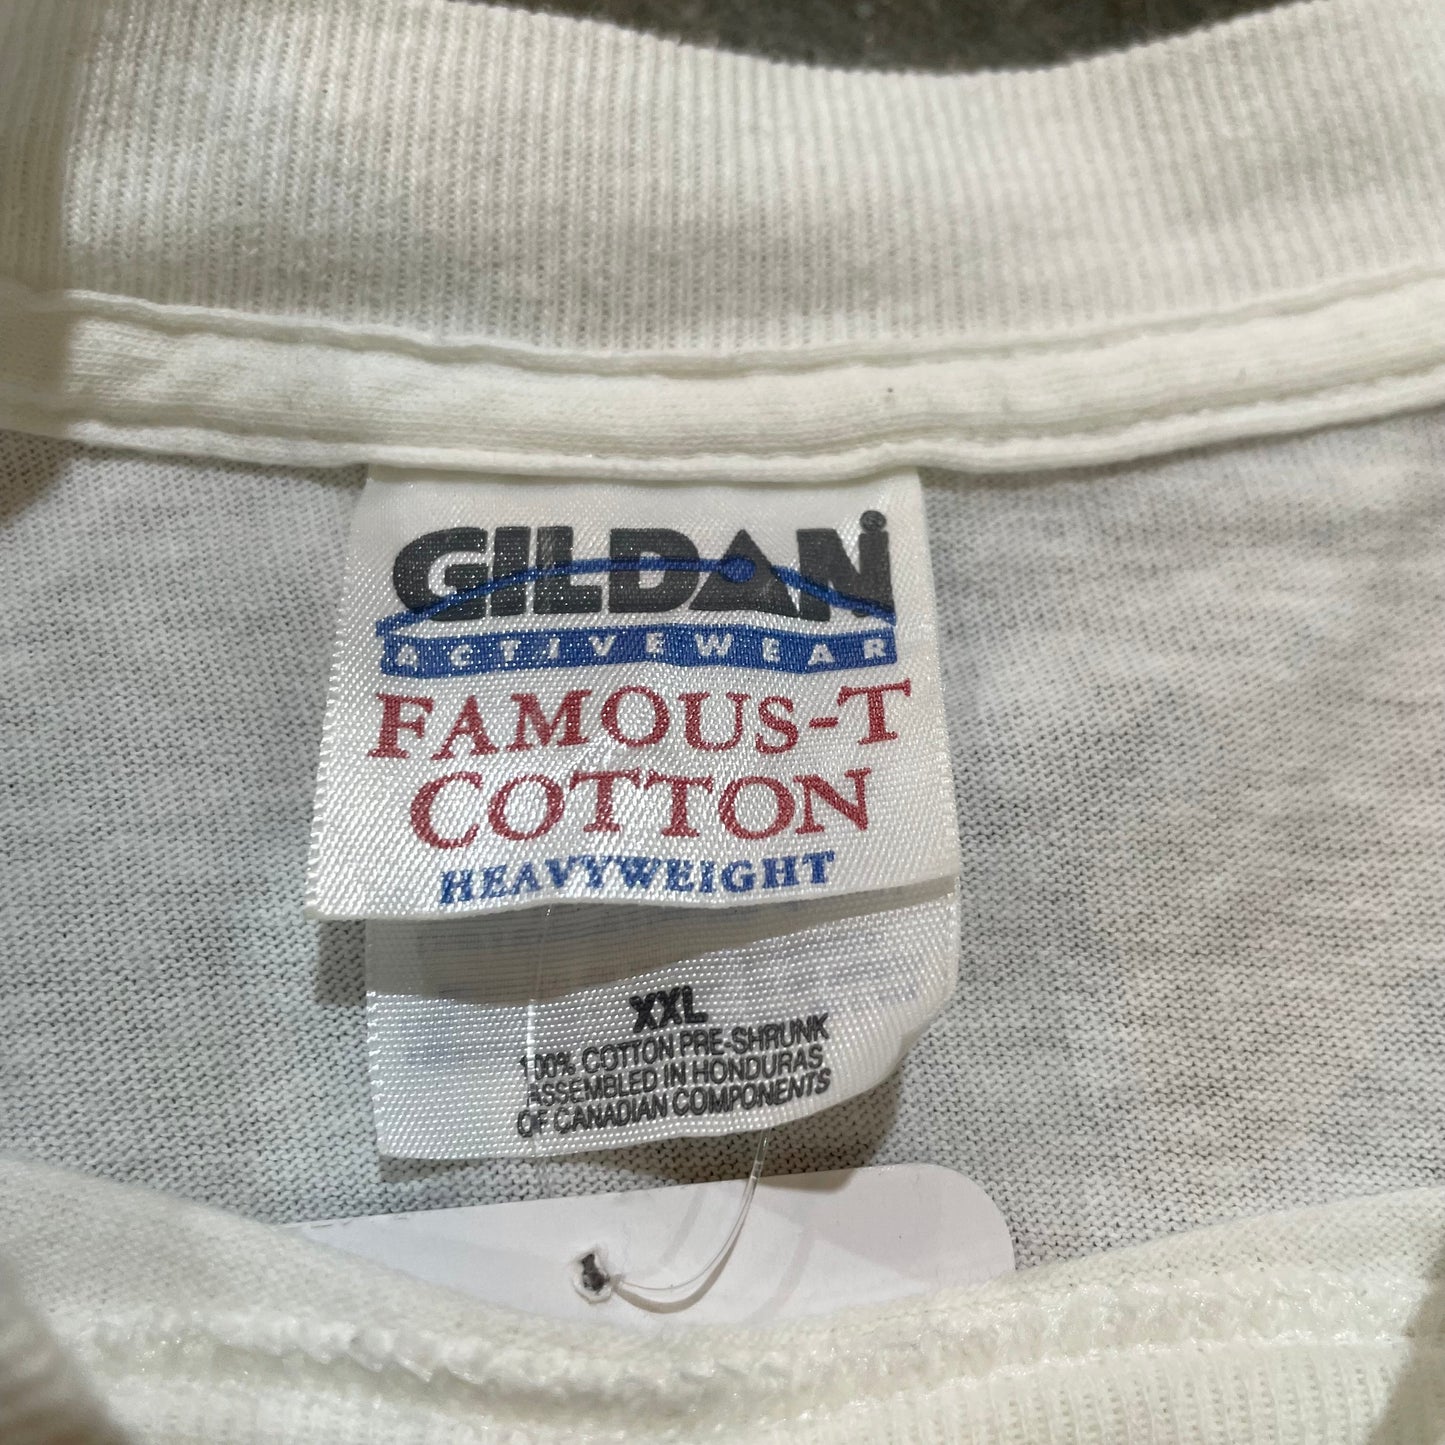 GILDAN®
ACTIVEWEAR
FAMOUS-T
COTTON
HEAVYWEIGHT
XXL
100% COTTON PRE-SHRUNK
ASSEMBLED IN HONDURAS
OF CANADIAN COMPONENTS